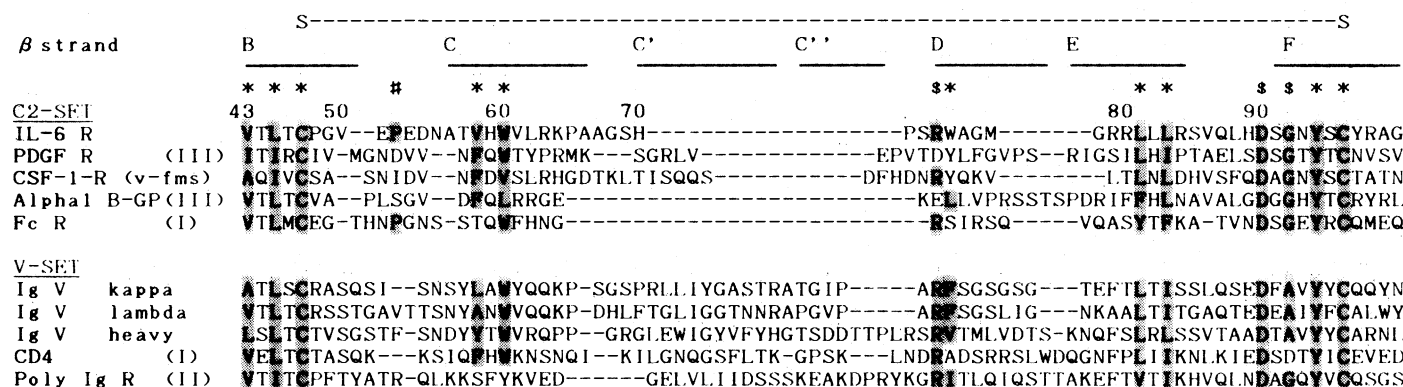 S------------------------------------------------------------------------------S
β strand B C C' C'' D E F
* * * # * * $* * * $ $ * *
C2-SET 43 50 60 70 80 90
IL-6 R VTLTCPGV--EPEDNATVHWVLRKPAAGSH-------------------PSRWAGM------GRRLLLRSVQLHDSGNYSCYRAG
PDGF R (III) ITIRCIV-MGNDVV--NFQWTYPRMK---SGRLV-------------EPVTDYLFGVPS--RIGSILHIPTAELSDSGTYTCNVSV
CSF-1-R (v-fms) AQIVCSA--SNIDV--NFDVSLRHGDTKLTISQQS-----------DFHDNRYQKV------LTLNLDHVSFQDAGNYSCTATN
Alpha1 B-GP(III) VTLTCVA--PLSGV--DFQLRRGE--------------------------KELLVPRSSTSPDRIFFHLNAVALGDGGHYTCRYRL
Fc R (I) VTLMCEG-THNPGNS-STQWFHNG--------------------------RSIRSQ------VQASYTFKA-TVNDSGEYRCQMEQ
V-SET
Ig V kappa ATLSCRASQSI--SNSYLAWYQQKP-SGSPRLLIYGASTRATGIP-----ARFSGSGSG---TEFTLTISSLQSEDFAVYYCQQYN
Ig V lambda VTLTCRSSTGAVTTSNYANWVQQKP-DHLFTGLIGGTNNRAPGVP-----ARFSGSLIG---NKAALTITGAQTEDEAIYFCALWY
Ig V heavy LSLTCTVSGSTF-SNDYYTWVRQPP--GRGLEWIGYVFYHGTSDDTTPLRSRVTMLVDTS-KNQFSLRLSSVTAADTAVYYCARNL
CD4 (I) VELTCTASQK---KSIQFHWKNSNQI--KILGNQGSFLTK-GPSK---LNDRADSRRSLWDQGNFPLIIKNLKIEDSDTYICEVED
Poly Ig R (II) VTITCPFTYATR-QLKKSFYKVED-----GELVLIIDSSSKEAKDPRYKGRITLQIQSTTAKEFTVTIKHLQLNDAGQYVCQSGS